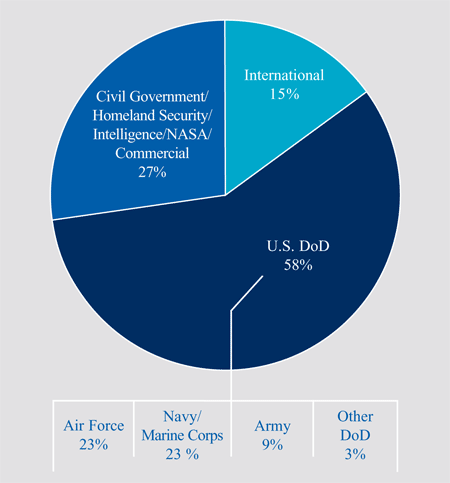 International
15%
Civil Government/
Homeland Security/
Intelligence/NASA/
Commercial
27%
U.S. DoD
58%
Air Force
23%
Navy/
Marine Corps
23 %
Army
9%
Other
DoD
3%